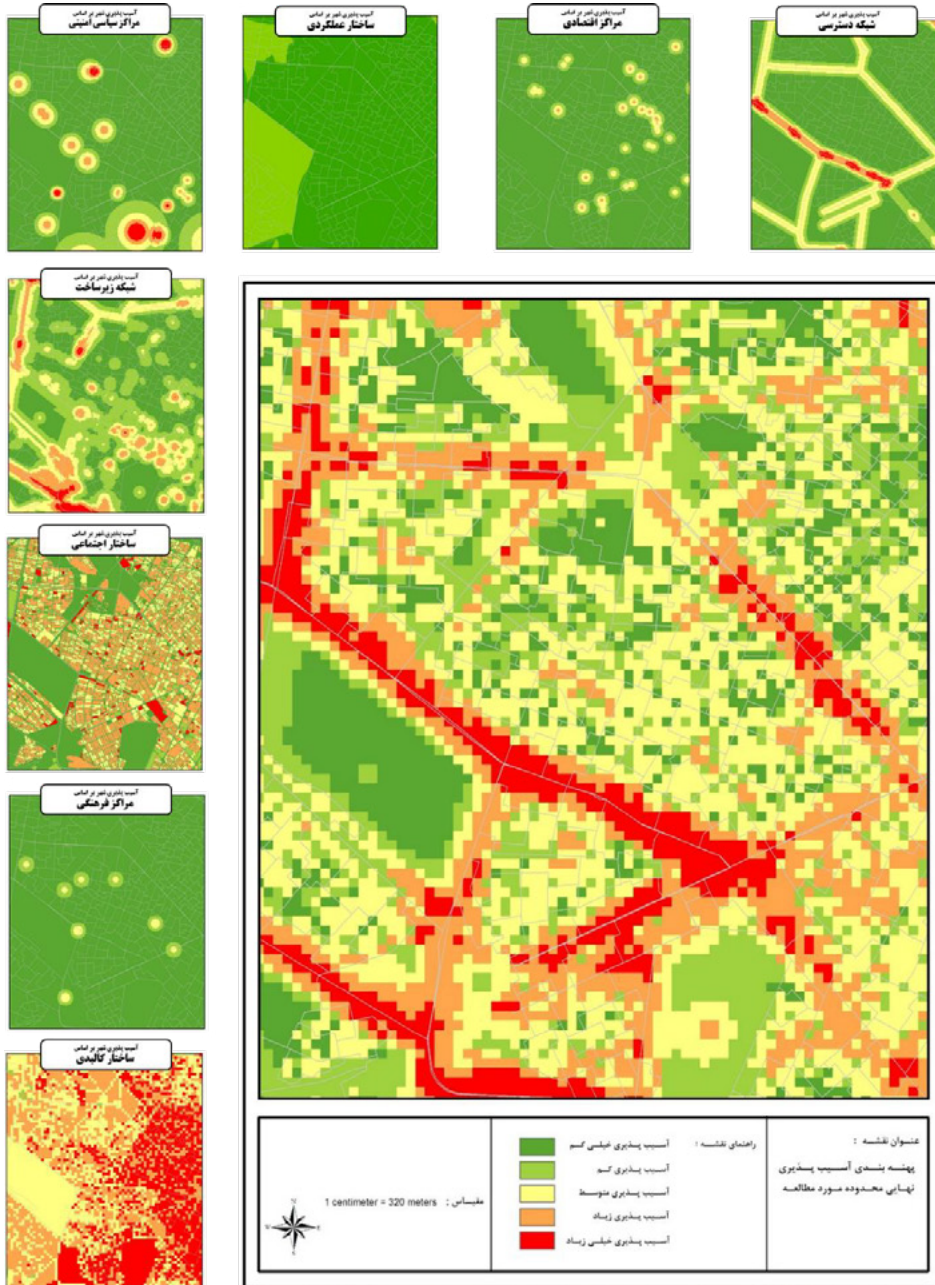 آسیب پذیری شهر بر اساس
مراکز سیاسی امنیتی
آسیب پذیری شهر بر اساس
ساختار عملکردی
آسیب پذیری شهر بر اساس
مراکز اقتصادی
آسیب پذیری شهر بر اساس
شبکه دسترسی
آسیب پذیری شهر بر اساس
شبکه زیرساخت
آسیب پذیری شهر بر اساس
ساختار اجتماعی
آسیب پذیری شهر بر اساس
مراکز فرهنگی
آسیب پذیری شهر بر اساس
ساختار کالبدی
عنوان نقشه :
پهنه بندی آسیب پذیری
نهایی محدوده مورد مطالعه
راهنمای نقشه :
آسیب پذیری خیلی کم
آسیب پذیری کم
آسیب پذیری متوسط
آسیب پذیری زیاد
آسیب پذیری خیلی زیاد
مقیاس : 1 centimeter = 320 meters
N
W
E
S